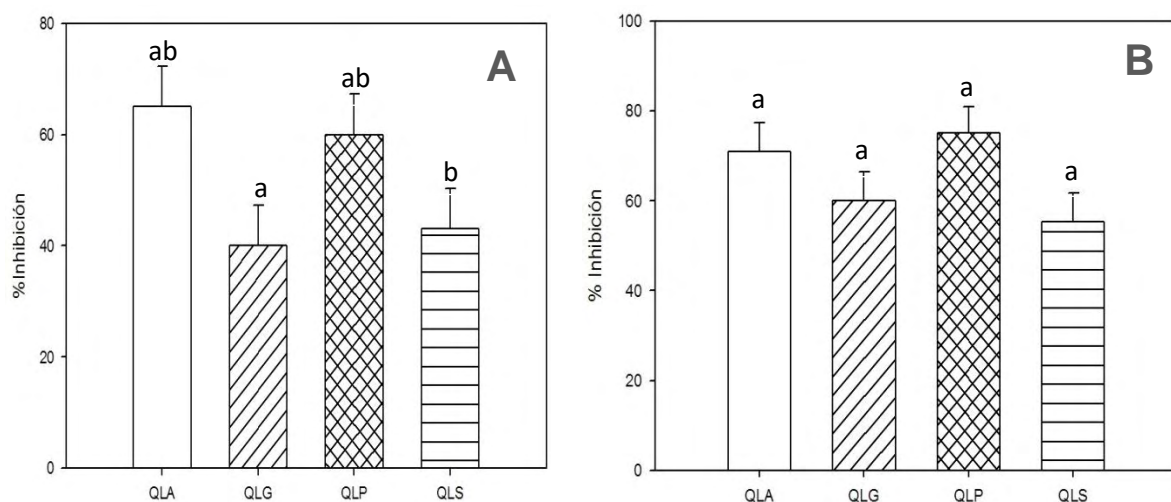 A
%Inhibición
80
60
40
20
0
ab
a
ab
b
QLA QLG QLP QLS
B
% Inhibición
100
80
60
40
20
0
a
a
a
a
QLA QLG QLP QLS